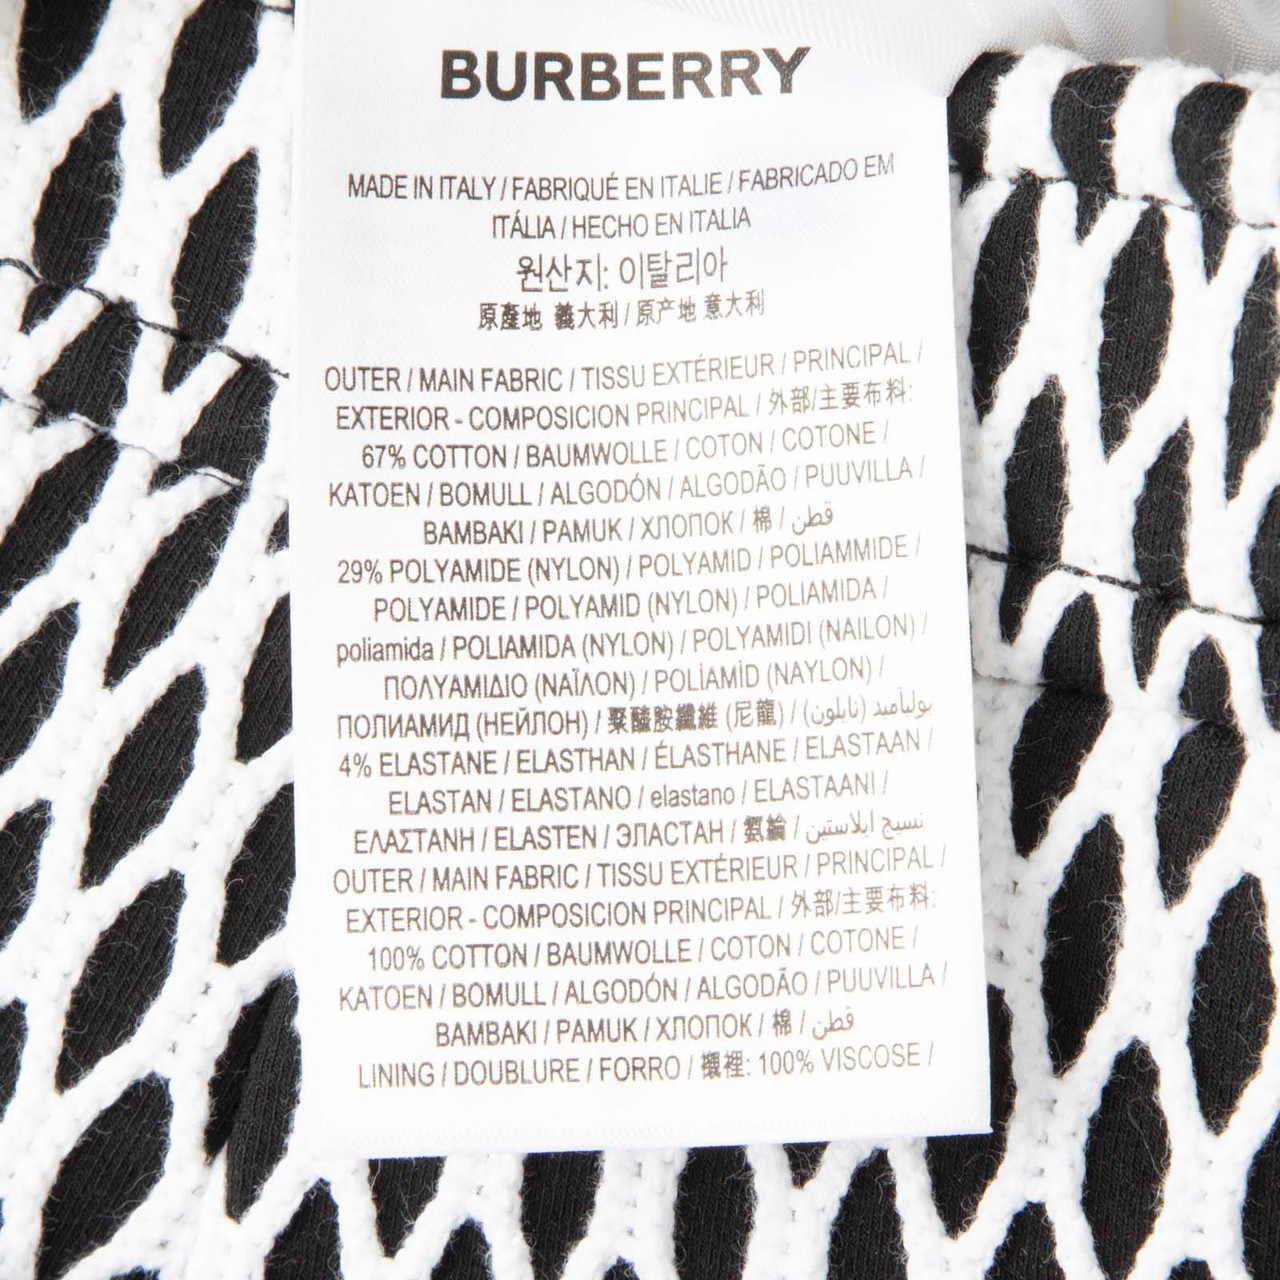 BURBERRY
MADE IN ITALY / FABRIQUÉ EN ITALIE / FABRICADO EM
ITÁLIA / HECHO EN ITALIA
원산지: 이탈리아
原產地 義大利 / 原产地 意大利
OUTER / MAIN FABRIC / TISSU EXTÉRIEUR / PRINCIPAL /
EXTERIOR - COMPOSICION PRINCIPAL / 外部/主要布料:
67% COTTON / BAUMWOLLE / COTON / COTONE /
KATOEN / BOMULL / ALGODÓN / ALGODÃO / PUUVILLA /
BAMBAKI / PAMUK / ХЛОПОК / 棉 / قطن
29% POLYAMIDE (NYLON) / POLYAMID / POLIAMMIDE /
POLYAMIDE / POLYAMID (NYLON) / POLIAMIDA /
poliamida / POLIAMIDA (NYLON) / POLYAMIDI (NAILON) /
ΠΟΛΥΑΜΙΔΙΟ (ΝΑΪΛΟΝ) / POLİAMİD (NAYLON) /
ПОЛИАМИД (НЕЙЛОН) / 聚醯胺纖維 (尼龍) / بوليآميد (نايلون)
4% ELASTANE / ELASTHAN / ÉLASTHANE / ELASTAAN /
ELASTAN / ELASTANO / elastano / ELASTAANI /
ΕΛΑΣΤΑΝΗ / ELASTEN / ЭЛАСТАН / 氨綸 / نسيج ايلاستين
OUTER / MAIN FABRIC / TISSU EXTÉRIEUR / PRINCIPAL /
EXTERIOR - COMPOSICION PRINCIPAL / 外部/主要布料:
100% COTTON / BAUMWOLLE / COTON / COTONE /
KATOEN / BOMULL / ALGODÓN / ALGODÃO / PUUVILLA /
BAMBAKI / PAMUK / ХЛОПОК / 棉 / قطن
LINING / DOUBLURE / FORRO / 襯裡: 100% VISCOSE /